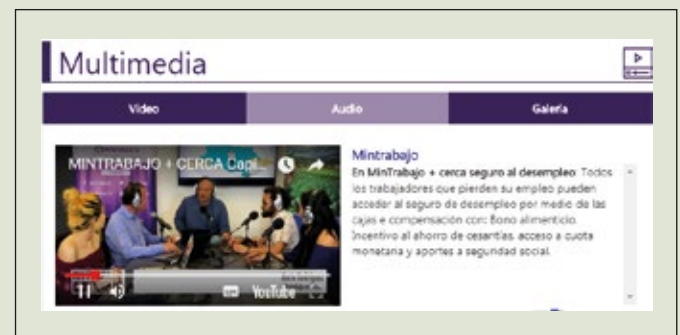 Multimedia
Video
Audio
Galería
MINTRABAJO + CERCA Capi...
YouTube
Mintrabajo
En MinTrabajo + cerca seguro al desempleo: Todos
los trabajadores que pierden su empleo pueden
acceder al seguro de desempleo por medio de las
cajas e compensación con: Bono alimenticio.
Incentivo al ahorro de cesantías, acceso a cuota
monetaria y aportes a seguridad social.